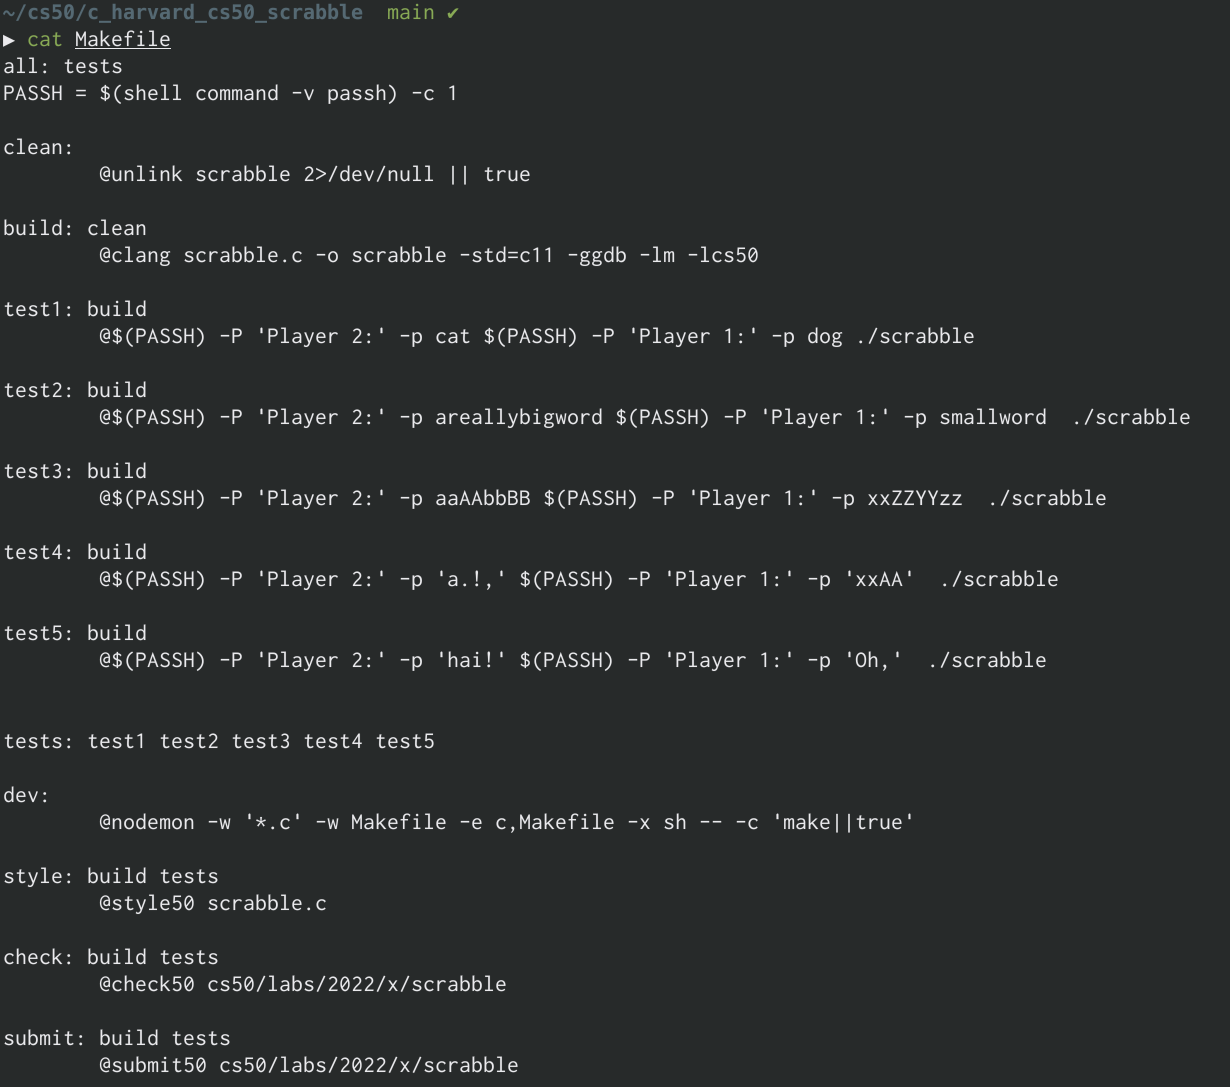 ~/cs50/c_harvard_cs50_scrabble  main ✔
▶ cat Makefile
all: tests
PASSH = $(shell command -v passh) -c 1

clean:
        @unlink scrabble 2>/dev/null || true

build: clean
        @clang scrabble.c -o scrabble -std=c11 -ggdb -lm -lcs50

test1: build
        @$(PASSH) -P 'Player 2:' -p cat $(PASSH) -P 'Player 1:' -p dog ./scrabble

test2: build
        @$(PASSH) -P 'Player 2:' -p areallybigword $(PASSH) -P 'Player 1:' -p smallword  ./scrabble

test3: build
        @$(PASSH) -P 'Player 2:' -p aaAAbbBB $(PASSH) -P 'Player 1:' -p xxZZYYzz  ./scrabble

test4: build
        @$(PASSH) -P 'Player 2:' -p 'a.!,' $(PASSH) -P 'Player 1:' -p 'xxAA'  ./scrabble

test5: build
        @$(PASSH) -P 'Player 2:' -p 'hai!' $(PASSH) -P 'Player 1:' -p 'Oh,'  ./scrabble


tests: test1 test2 test3 test4 test5

dev:
        @nodemon -w '*.c' -w Makefile -e c,Makefile -x sh -- -c 'make||true'

style: build tests
        @style50 scrabble.c

check: build tests
        @check50 cs50/labs/2022/x/scrabble

submit: build tests
        @submit50 cs50/labs/2022/x/scrabble